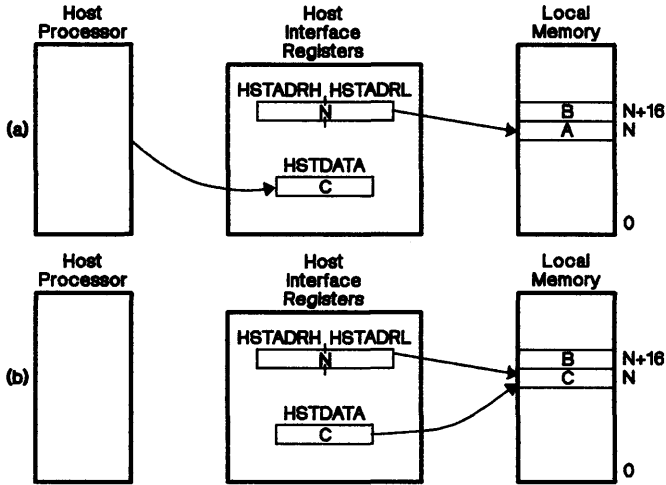 Host Processor
Host Interface Registers
Local Memory
(a)
HSTADRH HSTADRL
N
HSTDATA
C
B
A
N+16
N
0
Host Processor
Host Interface Registers
Local Memory
(b)
HSTADRH HSTADRL
N
HSTDATA
C
B
C
N+16
N
0